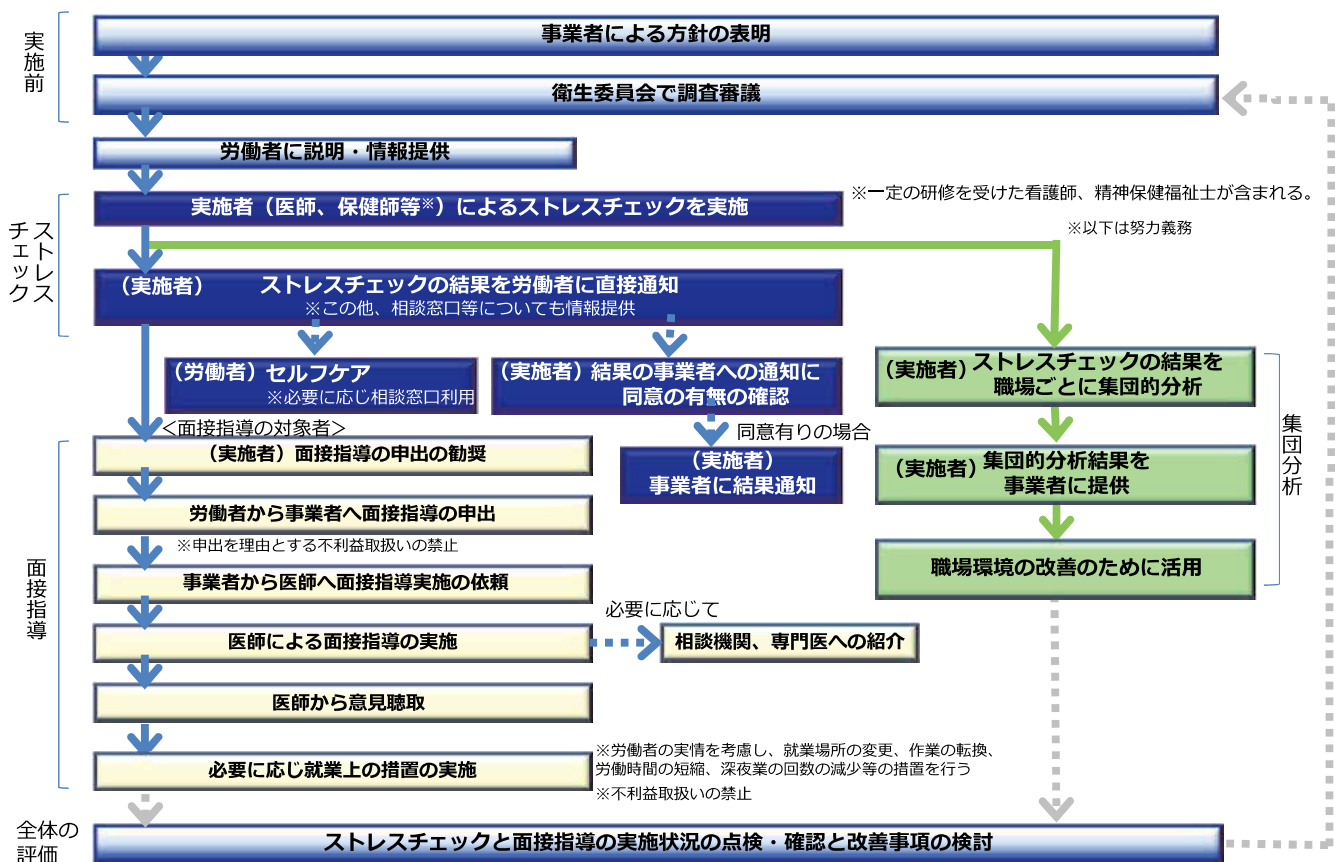 実施前
事業者による方針の表明
衛生委員会で調査審議
労働者に説明・情報提供
ストレス
チェック
実施者（医師、保健師等※）によるストレスチェックを実施
※一定の研修を受けた看護師、精神保健福祉士が含まれる。
※以下は努力義務
（実施者）　ストレスチェックの結果を労働者に直接通知
※この他、相談窓口等についても情報提供
（労働者）セルフケア
※必要に応じ相談窓口利用
（実施者）結果の事業者への通知に
同意の有無の確認
同意有りの場合
（実施者）
事業者に結果通知
集団分析
（実施者）ストレスチェックの結果を
職場ごとに集団的分析
（実施者）集団的分析結果を
事業者に提供
職場環境の改善のために活用
面接指導
＜面接指導の対象者＞
（実施者）面接指導の申出の勧奨
労働者から事業者へ面接指導の申出
※申出を理由とする不利益取扱いの禁止
事業者から医師へ面接指導実施の依頼
医師による面接指導の実施
必要に応じて
相談機関、専門医への紹介
医師から意見聴取
必要に応じ就業上の措置の実施
※労働者の実情を考慮し、就業場所の変更、作業の転換、
労働時間の短縮、深夜業の回数の減少等の措置を行う
※不利益取扱いの禁止
全体の
評価
ストレスチェックと面接指導の実施状況の点検・確認と改善事項の検討